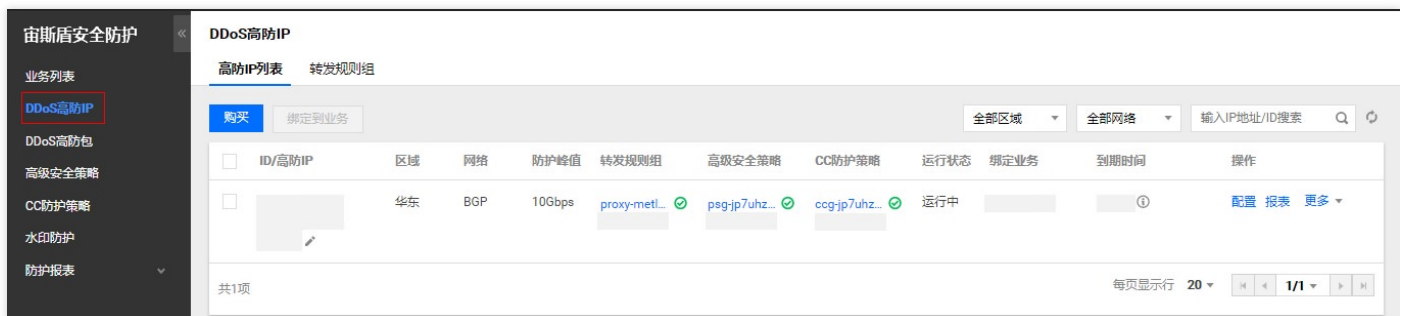 宙斯盾安全防护
业务列表
DDoS高防IP
DDoS高防包
高级安全策略
CC防护策略
水印防护
防护报表
DDoS高防IP
高防IP列表 转发规则组
购买 绑定到业务 全部区域 全部网络 输入IP地址/ID搜索
ID/高防IP 区域 网络 防护峰值 转发规则组 高级安全策略 CC防护策略 运行状态 绑定业务 到期时间 操作
华东 BGP 10Gbps proxy-metl... psg-jp7uhz... ccg-jp7uhz... 运行中 配置 报表 更多
共1项 每页显示行 20 1/1